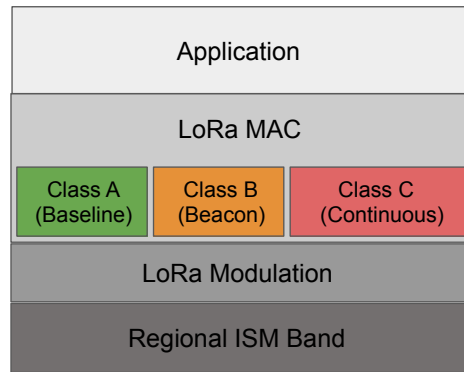 Application
LoRa MAC
Class A
(Baseline)
Class B
(Beacon)
Class C
(Continuous)
LoRa Modulation
Regional ISM Band